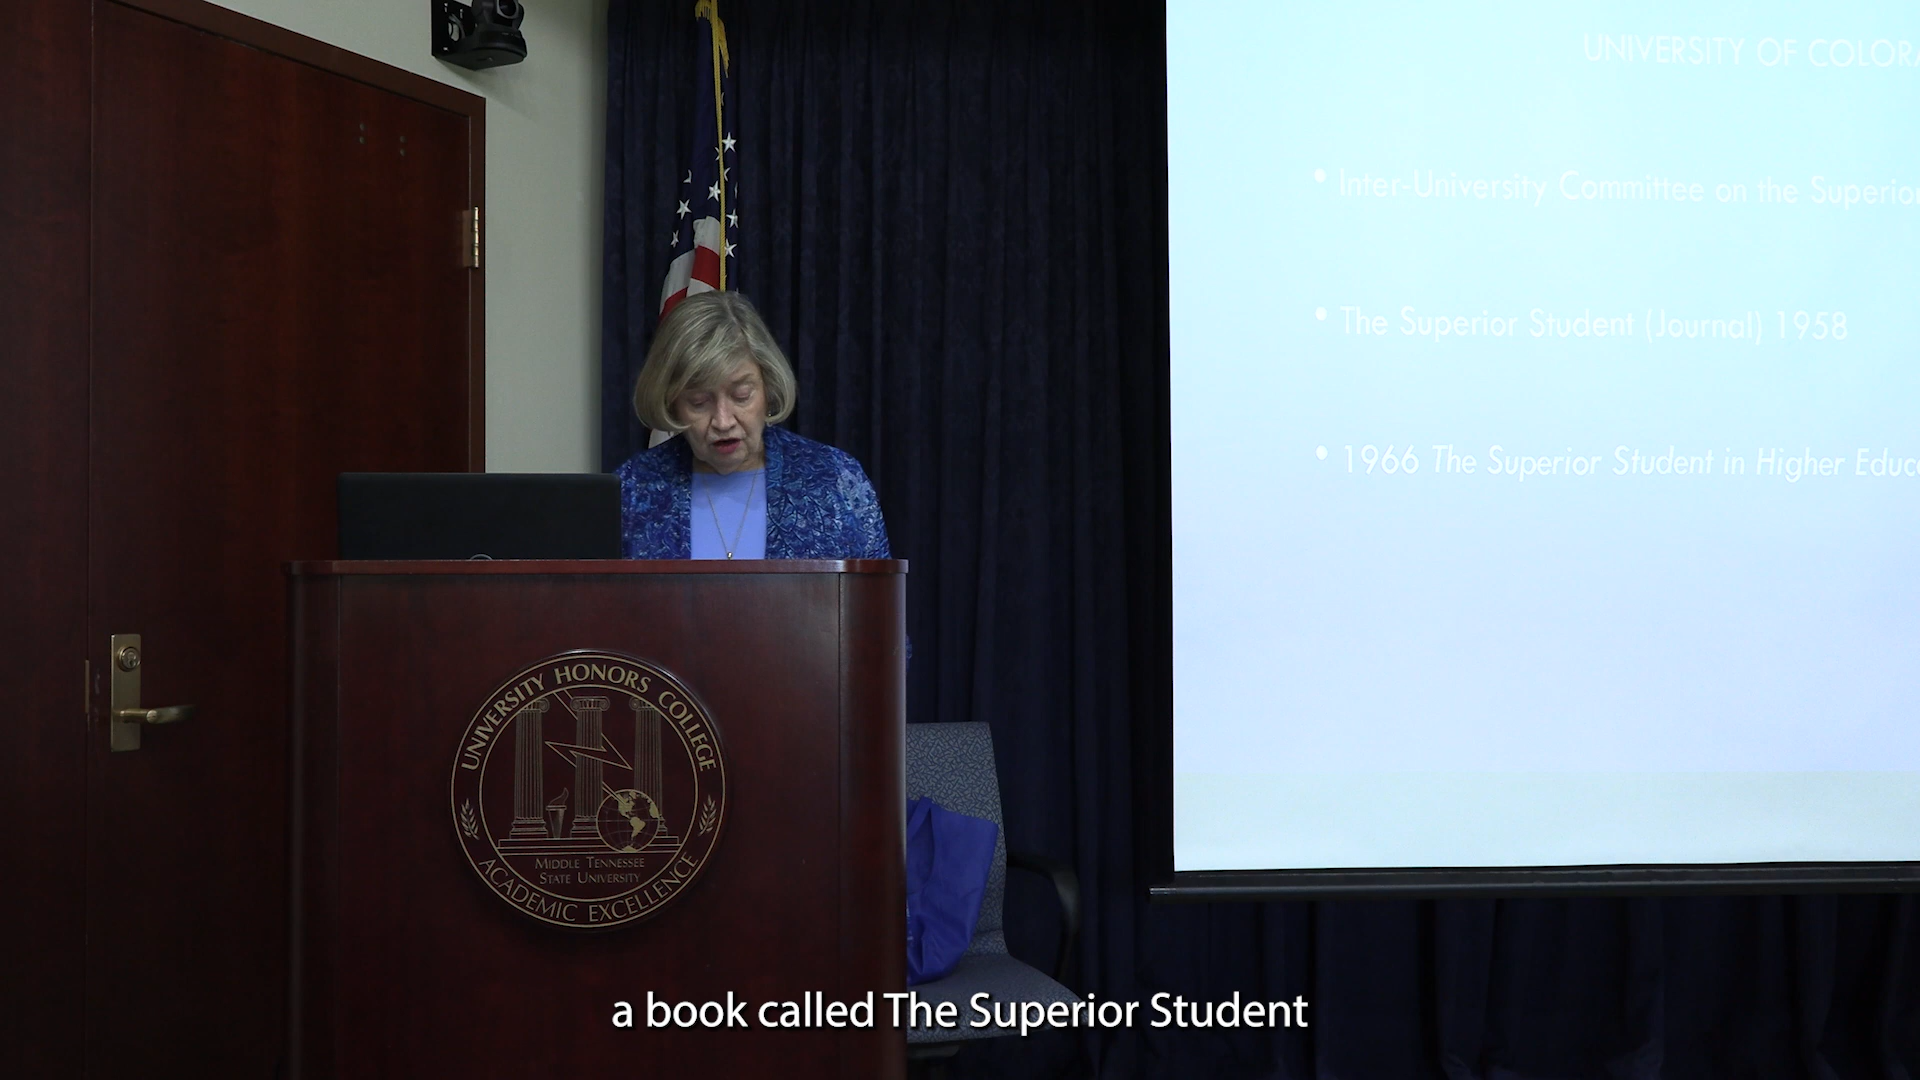 UNIVERSITY OF COLORA
• Inter-University Committee on the Superior
• The Superior Student (Journal) 1958
• 1966 The Superior Student in Higher Educ
UNIVERSITY HONORS COLLEGE
MIDDLE TENNESSEE
STATE UNIVERSITY
ACADEMIC EXCELLENCE
a book called The Superior Student